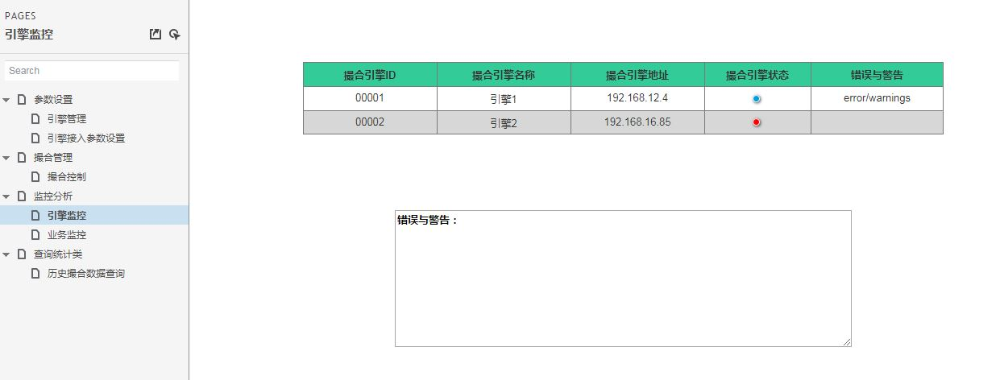 PAGES
引擎监控
Search
参数设置
引擎管理
引擎接入参数设置
撮合管理
撮合控制
监控分析
引擎监控
业务监控
查询统计类
历史撮合数据查询
撮合引擎ID 撮合引擎名称 撮合引擎地址 撮合引擎状态 错误与警告
00001 引擎1 192.168.12.4 error/warnings
00002 引擎2 192.168.16.85
错误与警告：